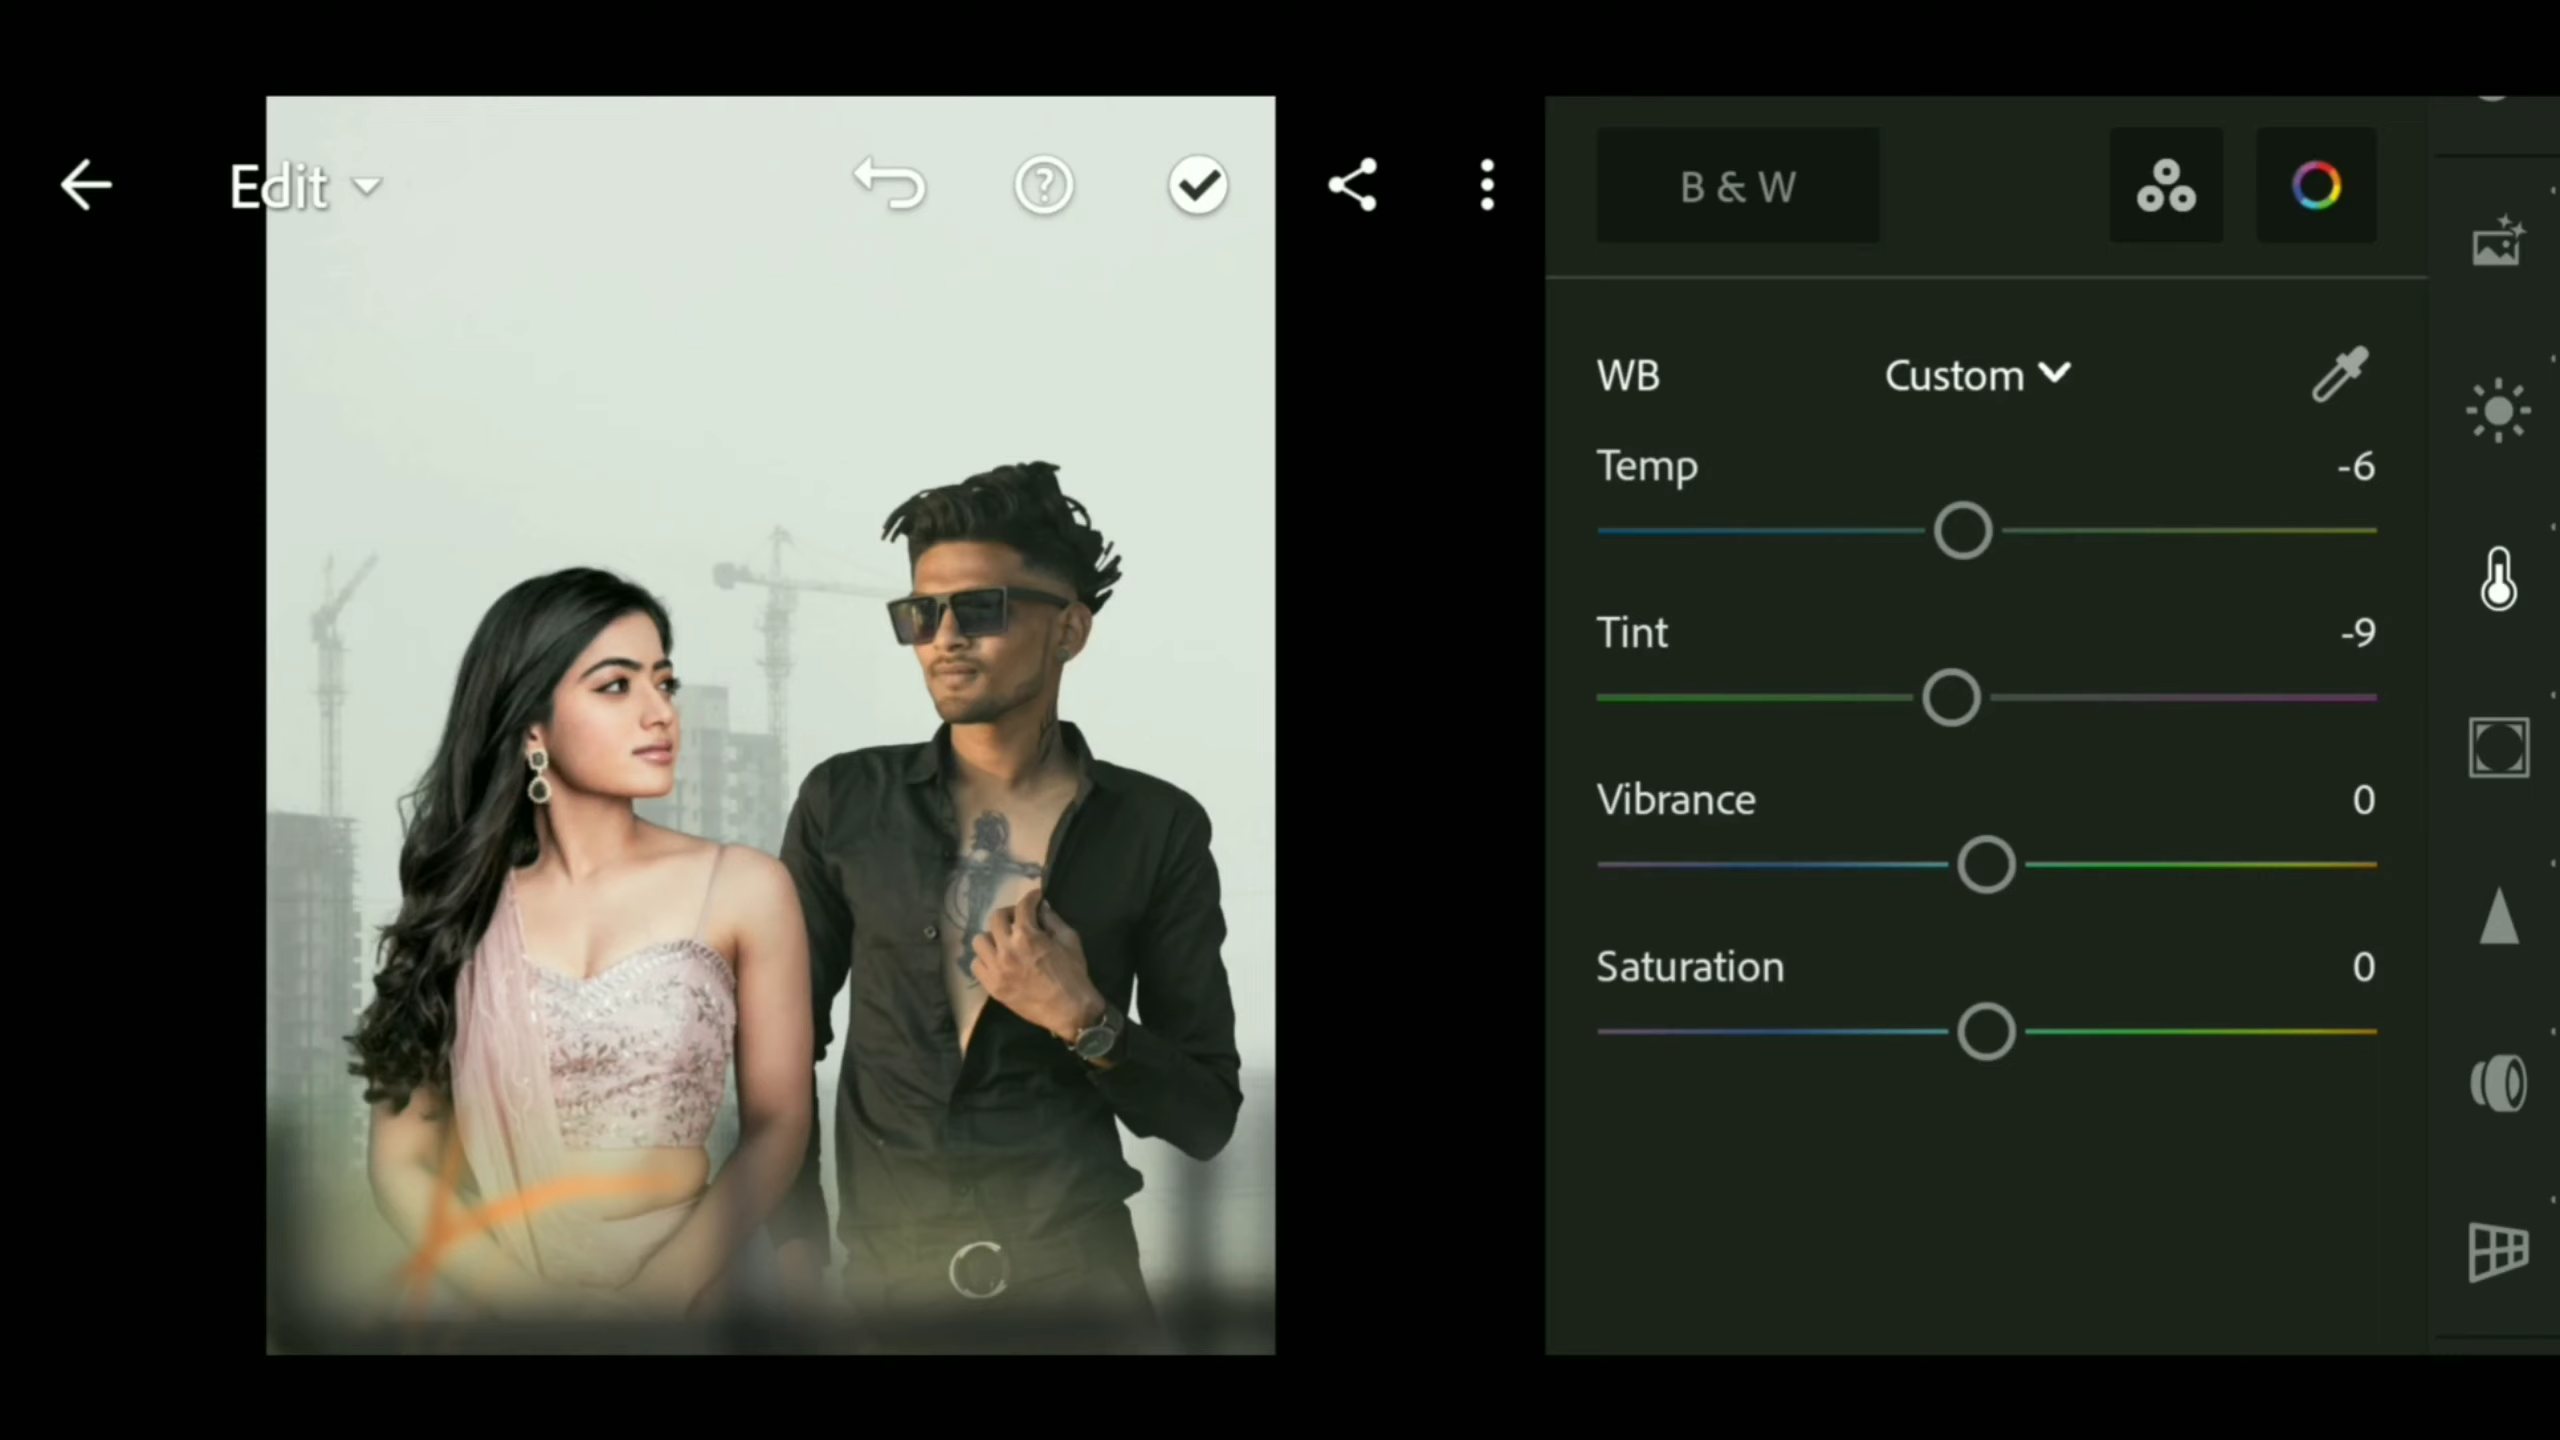 Edit
B & W
WB Custom
Temp -6
Tint -9
Vibrance 0
Saturation 0